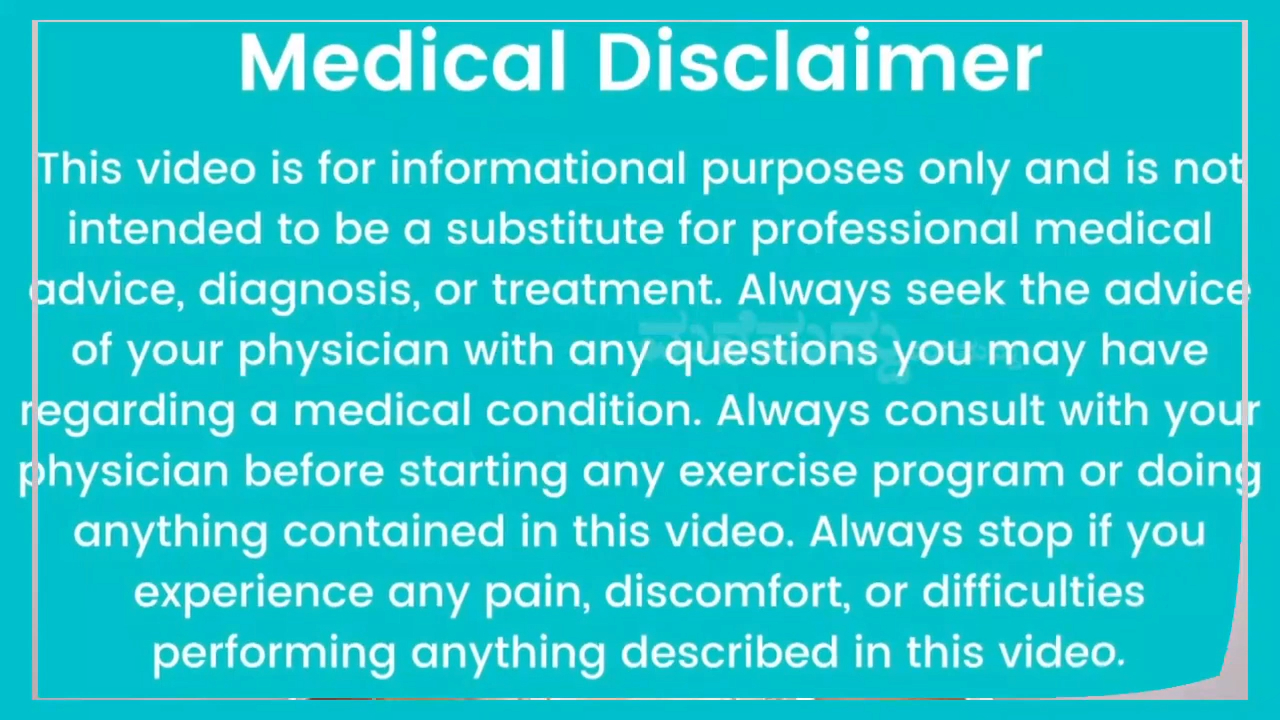 Medical Disclaimer
This video is for informational purposes only and is not
intended to be a substitute for professional medical
advice, diagnosis, or treatment. Always seek the advice
of your physician with any questions you may have
regarding a medical condition. Always consult with your
physician before starting any exercise program or doing
anything contained in this video. Always stop if you
experience any pain, discomfort, or difficulties
performing anything described in this video.